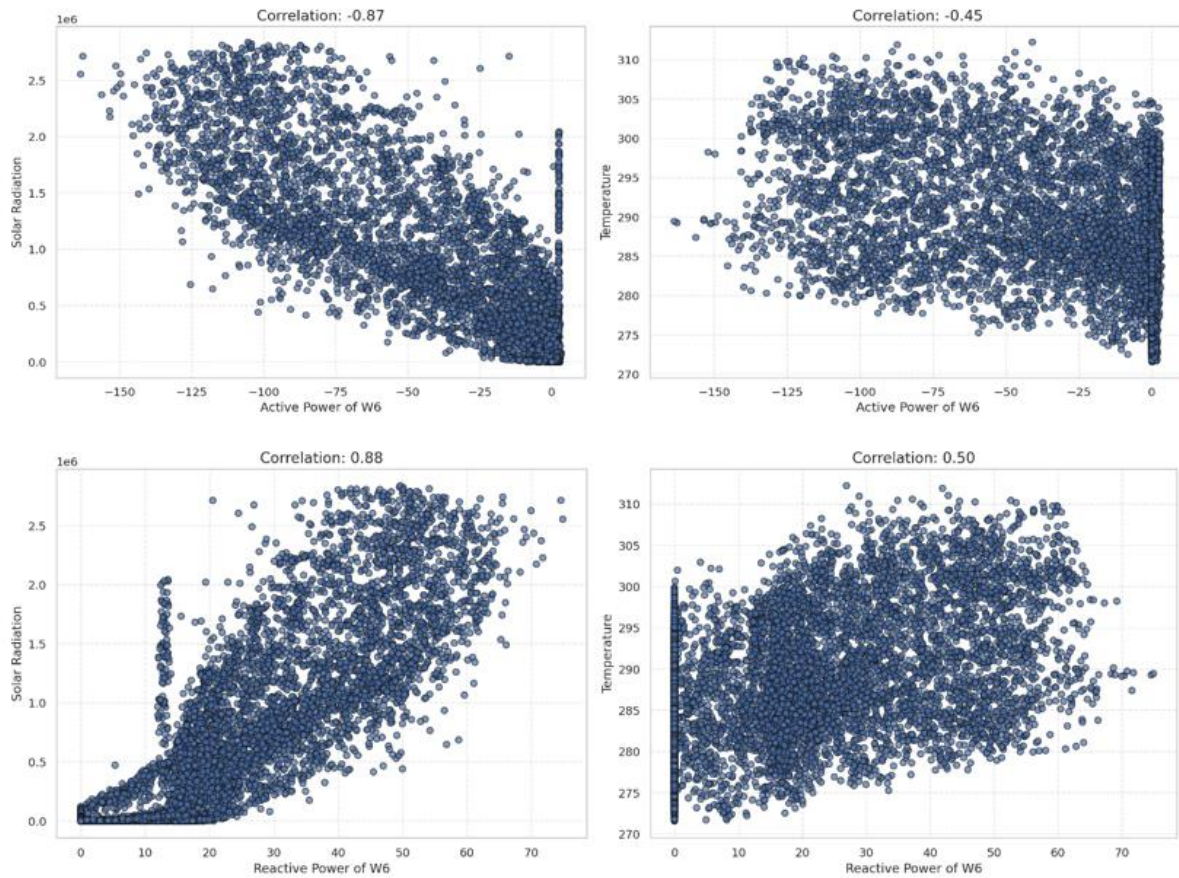 Correlation: -0.87
1e6
Solar Radiation
2.5
2.0
1.5
1.0
0.5
0.0
−150 −125 −100 −75 −50 −25 0
Active Power of W6
Correlation: -0.45
Temperature
310
305
300
295
290
285
280
275
270
−150 −125 −100 −75 −50 −25 0
Active Power of W6
Correlation: 0.88
1e6
Solar Radiation
2.5
2.0
1.5
1.0
0.5
0.0
0 10 20 30 40 50 60 70
Reactive Power of W6
Correlation: 0.50
Temperature
310
305
300
295
290
285
280
275
270
0 10 20 30 40 50 60 70
Reactive Power of W6